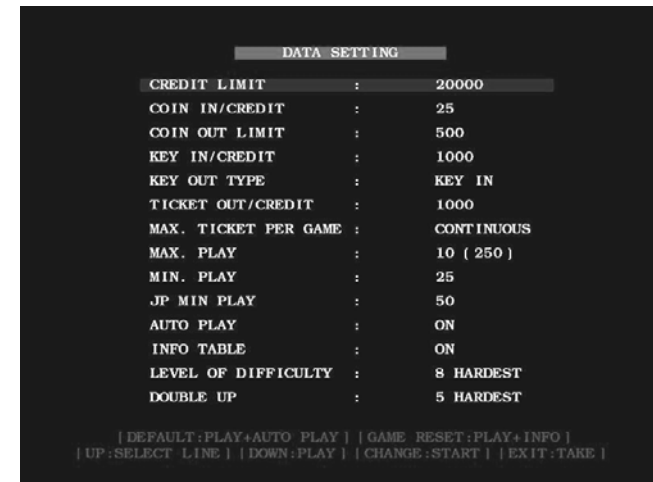 DATA SETTING
CREDIT LIMIT : 20000
COIN IN/CREDIT : 25
COIN OUT LIMIT : 500
KEY IN/CREDIT : 1000
KEY OUT TYPE : KEY IN
TICKET OUT/CREDIT : 1000
MAX. TICKET PER GAME : CONTINUOUS
MAX. PLAY : 10 ( 250 )
MIN. PLAY : 25
JP MIN PLAY : 50
AUTO PLAY : ON
INFO TABLE : ON
LEVEL OF DIFFICULTY : 8 HARDEST
DOUBLE UP : 5 HARDEST
[ DEFAULT:PLAY+AUTO PLAY ] [ GAME RESET:PLAY+INFO ]
[ UP:SELECT LINE ] [ DOWN:PLAY ] [ CHANGE:START ] [ EXIT:TAKE ]